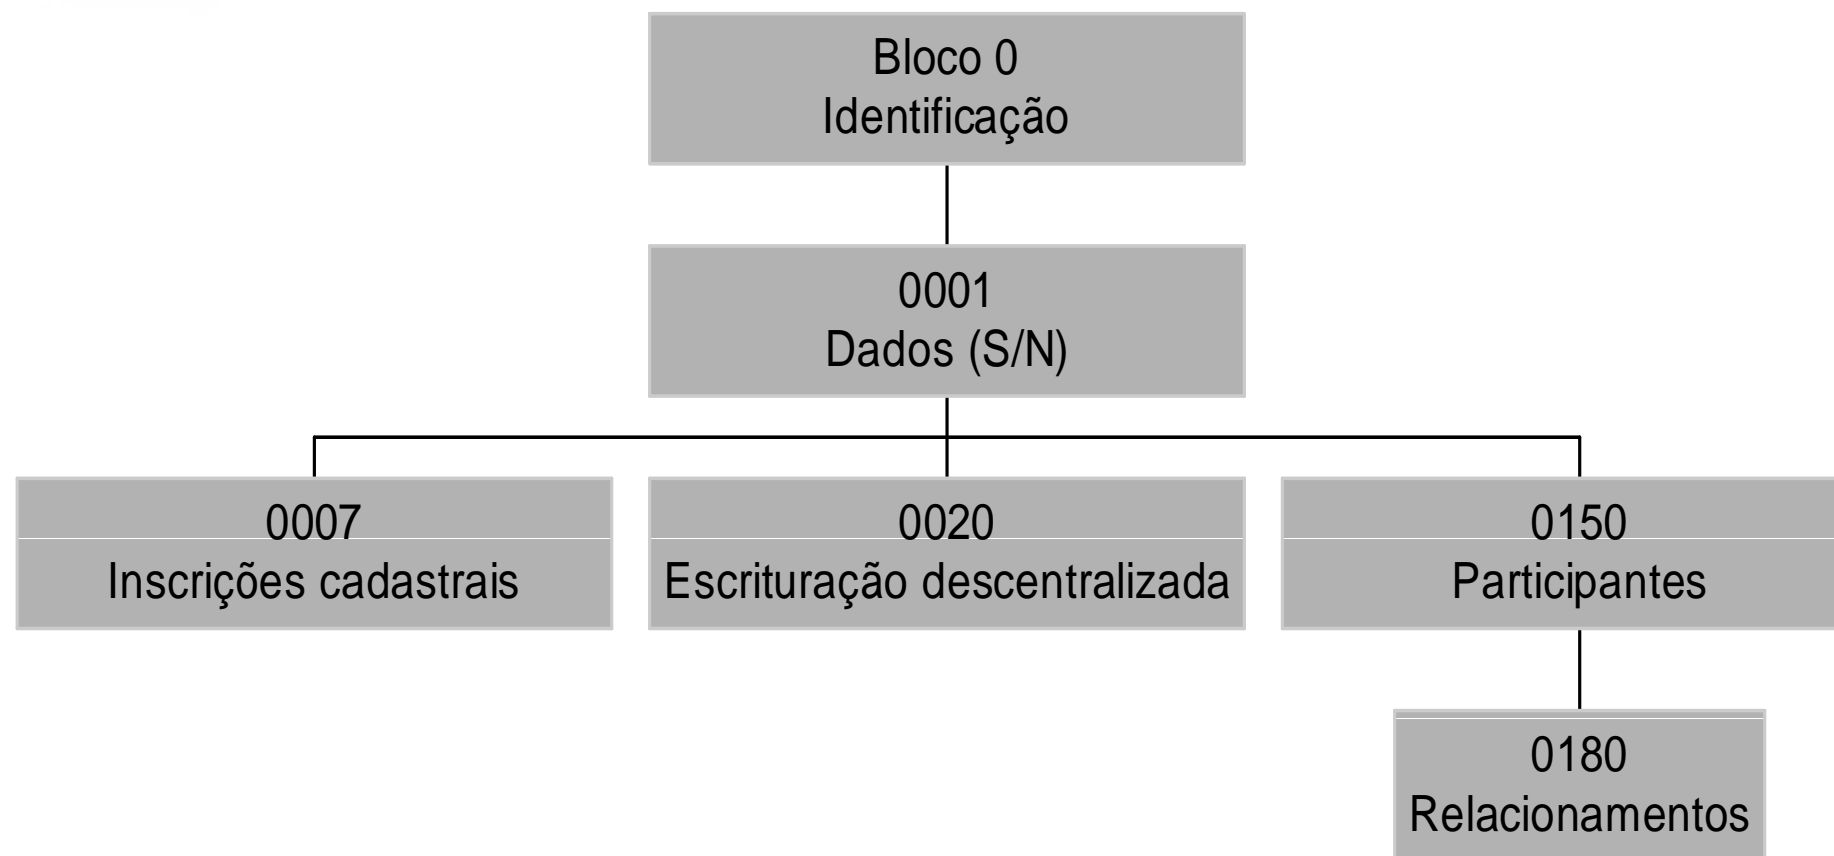 Bloco 0
Identificação
0001
Dados (S/N)
0007
Inscrições cadastrais
0020
Escrituração descentralizada
0150
Participantes
0180
Relacionamentos